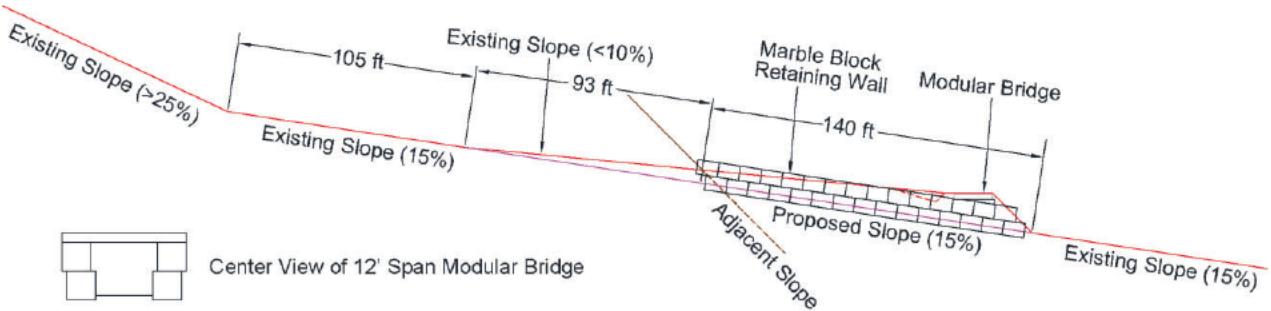 Existing Slope (>25%)
105 ft
Existing Slope (15%)
Existing Slope (<10%)
93 ft
Marble Block
Retaining Wall
Modular Bridge
140 ft
Adjacent Slope
Proposed Slope (15%)
Existing Slope (15%)
Center View of 12' Span Modular Bridge